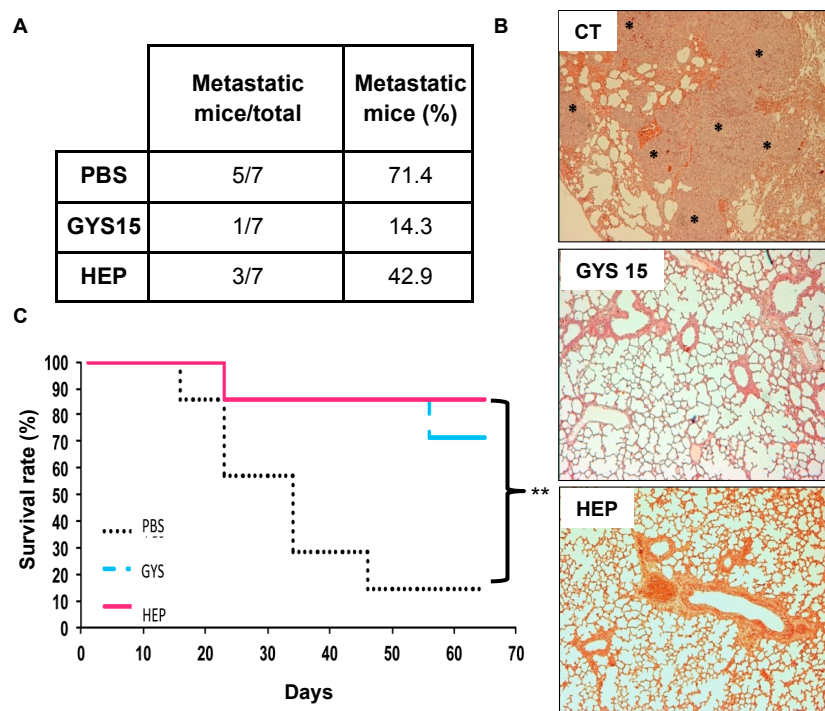 A
Metastatic mice/total
Metastatic mice (%)
PBS
5/7
71.4
GYS15
1/7
14.3
HEP
3/7
42.9
B
CT
*
*
*
*
*
*
*
GYS 15
HEP
C
Survival rate (%)
100
90
80
70
60
50
40
30
20
10
0
PBS
GYS
HEP
**
0
10
20
30
40
50
60
70
Days